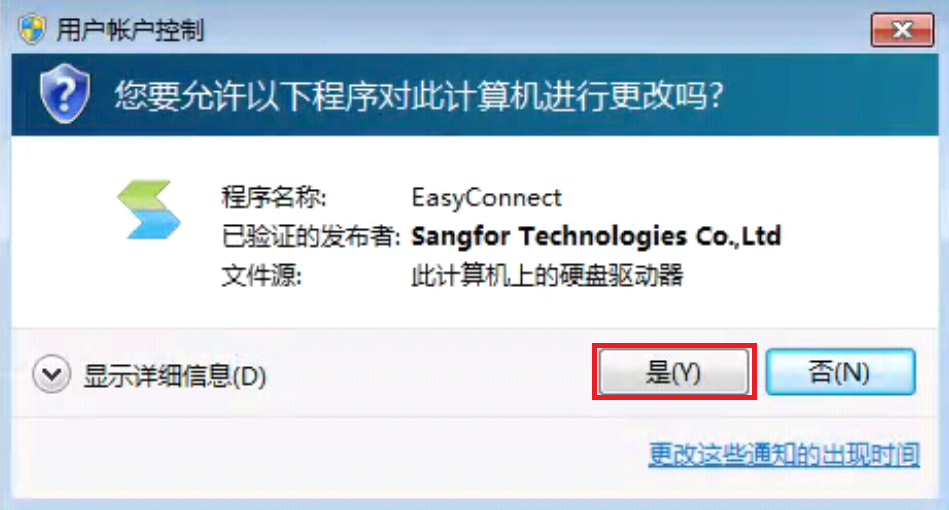 用户帐户控制
您要允许以下程序对此计算机进行更改吗?
程序名称: EasyConnect
已验证的发布者: Sangfor Technologies Co.,Ltd
文件源: 此计算机上的硬盘驱动器
显示详细信息(D) 是(Y) 否(N)
更改这些通知的出现时间